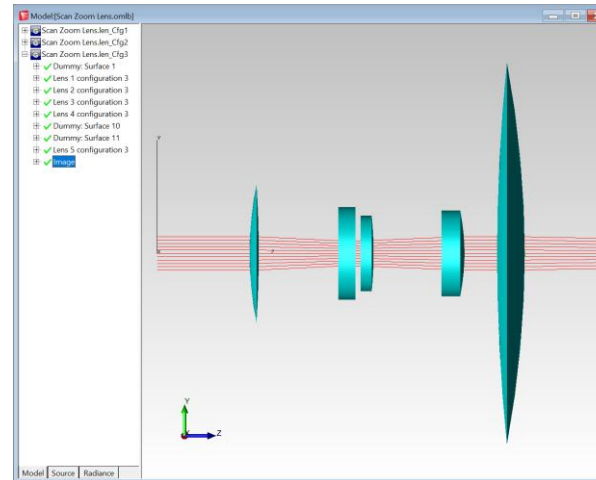 Model:[Scan Zoom Lens.omlb]
Scan Zoom Lens.len_Cfg1
Scan Zoom Lens.len_Cfg2
Scan Zoom Lens.len_Cfg3
Dummy: Surface 1
Lens 1 configuration 3
Lens 2 configuration 3
Lens 3 configuration 3
Lens 4 configuration 3
Dummy: Surface 10
Dummy: Surface 11
Lens 5 configuration 3
Image
Y
Z
Model Source Radiance